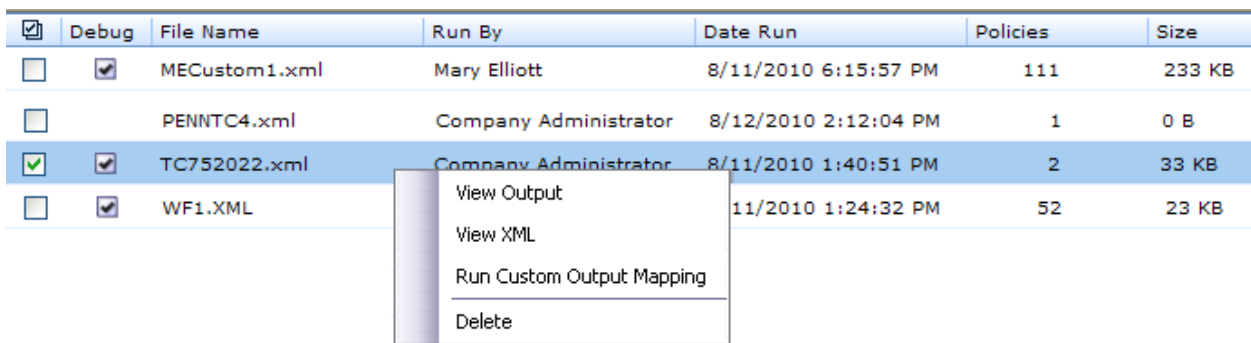 Debug File Name Run By Date Run Policies Size
MECustom1.xml Mary Elliott 8/11/2010 6:15:57 PM 111 233 KB
PENNTC4.xml Company Administrator 8/12/2010 2:12:04 PM 1 0 B
TC752022.xml Company Administrator 8/11/2010 1:40:51 PM 2 33 KB
View Output
WF1.XML 11/2010 1:24:32 PM 52 23 KB
View XML
Run Custom Output Mapping
Delete